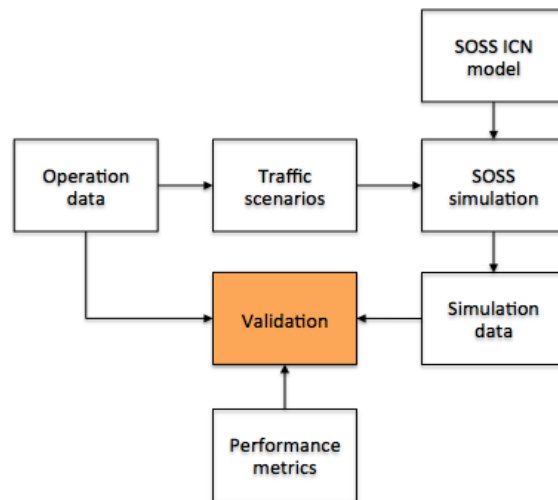 SOSS ICN
model
Operation
data
Traffic
scenarios
SOSS
simulation
Validation
Simulation
data
Performance
metrics